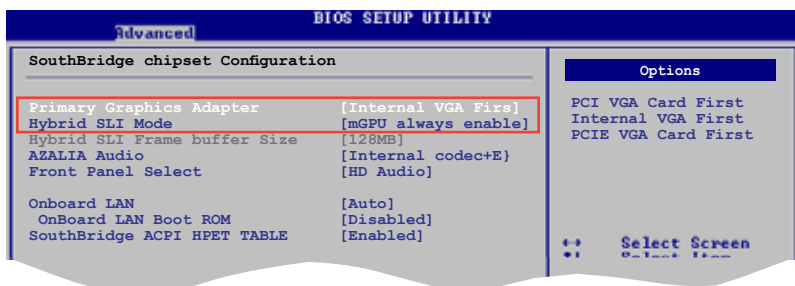 BIOS SETUP UTILITY
Advanced
SouthBridge chipset Configuration
Primary Graphics Adapter [Internal VGA Firs]
Hybrid SLI Mode [mGPU always enable]
Hybrid SLI Frame buffer Size [128MB]
AZALIA Audio [Internal codec+E}
Front Panel Select [HD Audio]
Onboard LAN [Auto]
OnBoard LAN Boot ROM [Disabled]
SouthBridge ACPI HPET TABLE [Enabled]
Options
PCI VGA Card First
Internal VGA First
PCIE VGA Card First
↔ Select Screen
Select Item